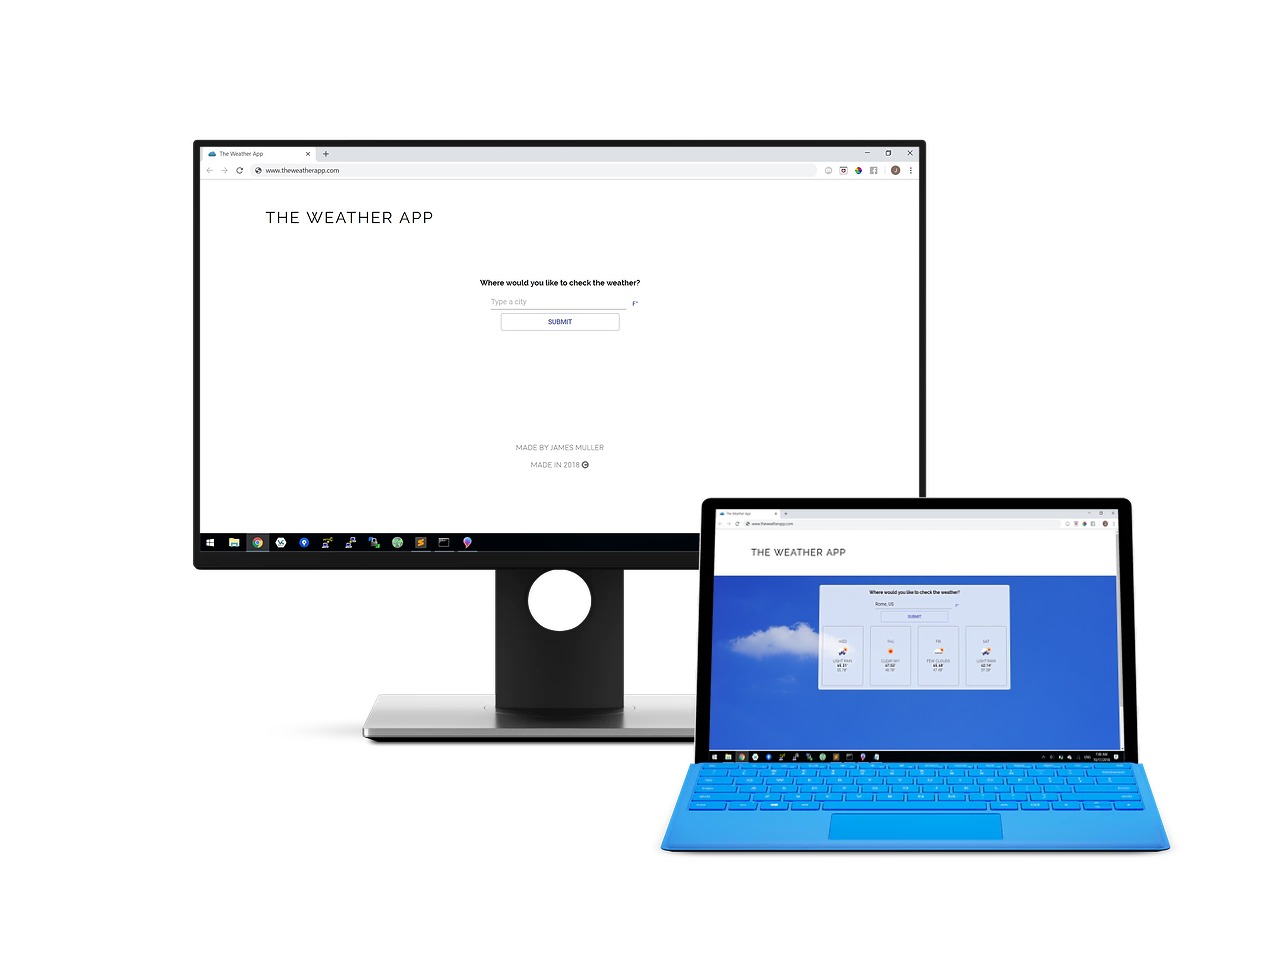 The Weather App
www.theweatherapp.com
J
THE WEATHER APP
Where would you like to check the weather?
Type a city
F°
SUBMIT
MADE BY JAMES MULLER
MADE IN 2018 C
The Weather App
www.theweatherapp.com
THE WEATHER APP
Where would you like to check the weather?
Rome, US
F°
SUBMIT
WED THU FRI SAT
LIGHT RAIN CLEAR SKY FEW CLOUDS LIGHT RAIN